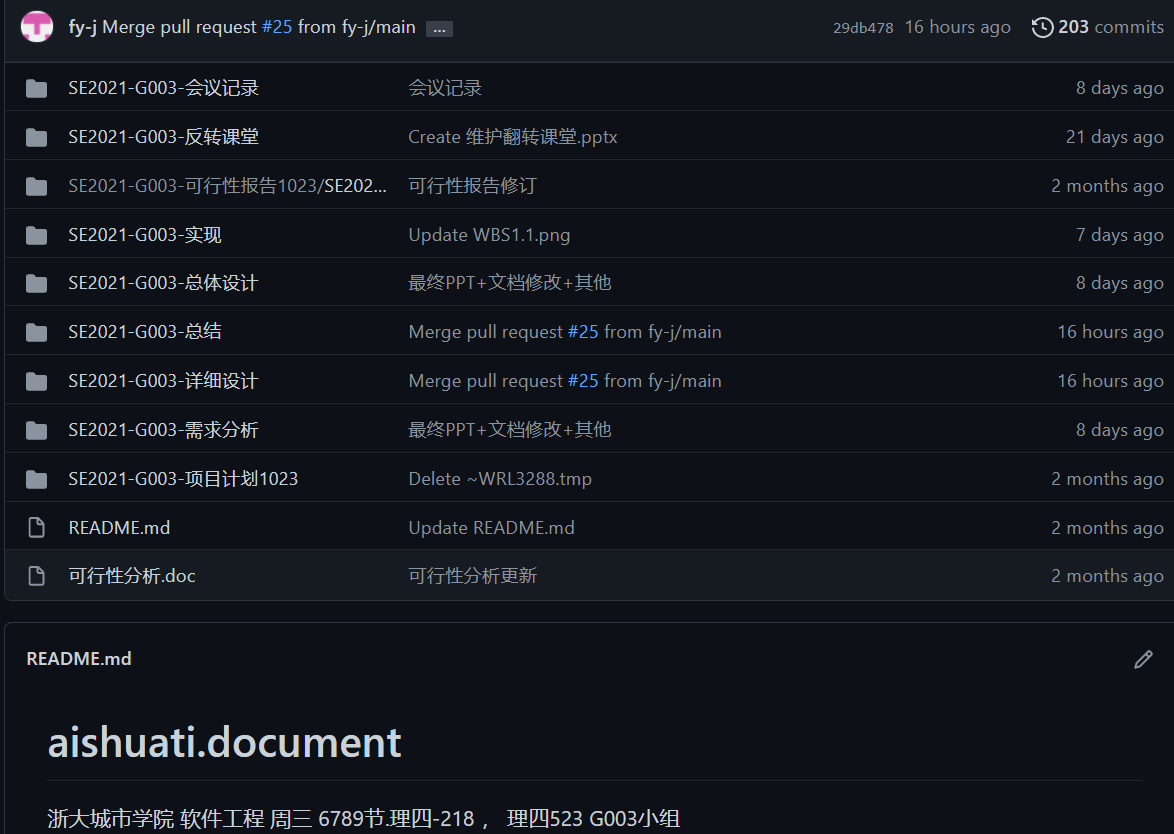 fy-j Merge pull request #25 from fy-j/main ... 29db478 16 hours ago 203 commits
SE2021-G003-会议记录 会议记录 8 days ago
SE2021-G003-反转课堂 Create 维护翻转课堂.pptx 21 days ago
SE2021-G003-可行性报告1023/SE202... 可行性报告修订 2 months ago
SE2021-G003-实现 Update WBS1.1.png 7 days ago
SE2021-G003-总体设计 最终PPT+文档修改+其他 8 days ago
SE2021-G003-总结 Merge pull request #25 from fy-j/main 16 hours ago
SE2021-G003-详细设计 Merge pull request #25 from fy-j/main 16 hours ago
SE2021-G003-需求分析 最终PPT+文档修改+其他 8 days ago
SE2021-G003-项目计划1023 Delete ~WRL3288.tmp 2 months ago
README.md Update README.md 2 months ago
可行性分析.doc 可行性分析更新 2 months ago
README.md
aishuati.document
浙大城市学院 软件工程 周三 6789节.理四-218 ， 理四523 G003小组